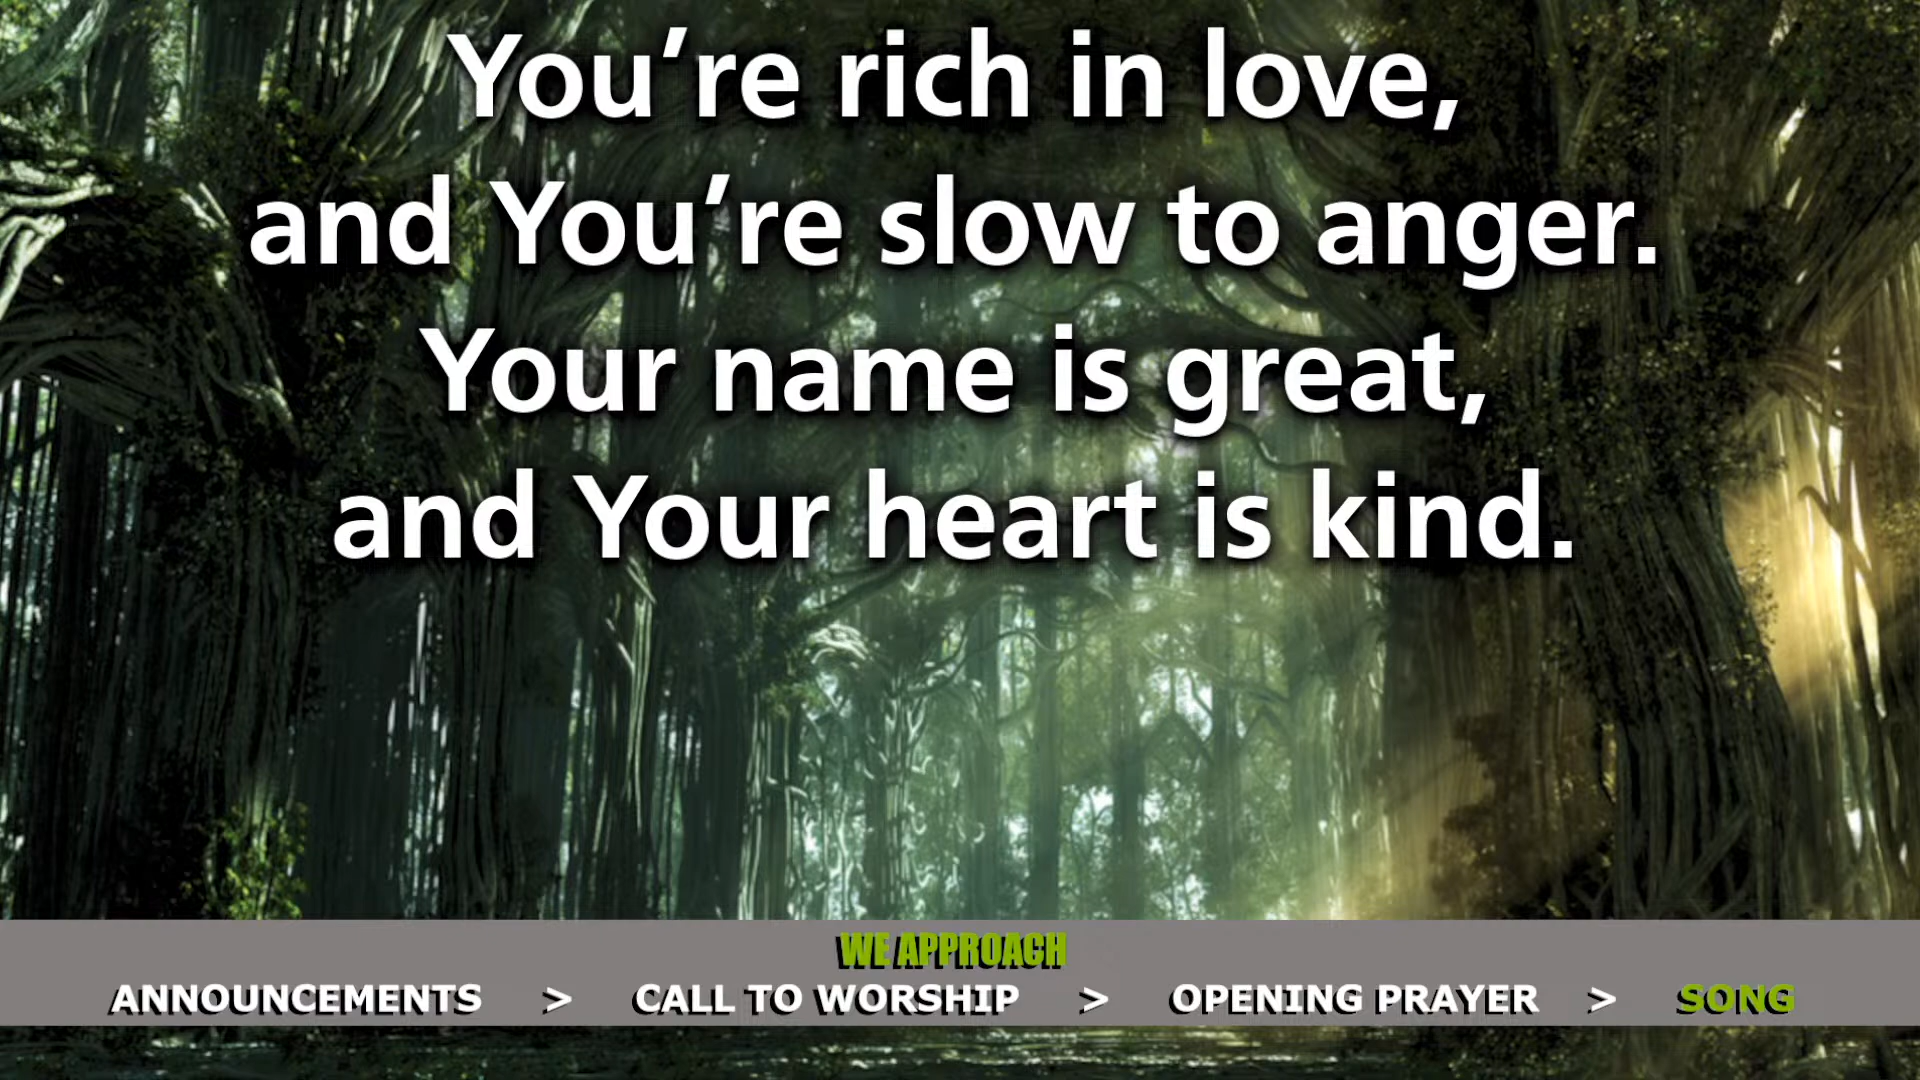 You’re rich in love,
and You’re slow to anger.
Your name is great,
and Your heart is kind.
WE APPROACH
ANNOUNCEMENTS > CALL TO WORSHIP > OPENING PRAYER > SONG